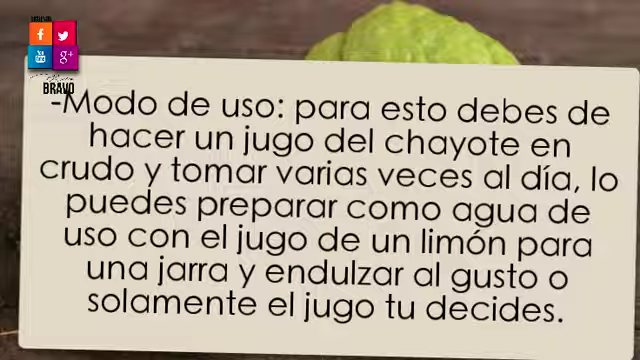 BRAVO
-Modo de uso: para esto debes de
hacer un jugo del chayote en
crudo y tomar varias veces al día, lo
puedes preparar como agua de
uso con el jugo de un limón para
una jarra y endulzar al gusto o
solamente el jugo tu decides.